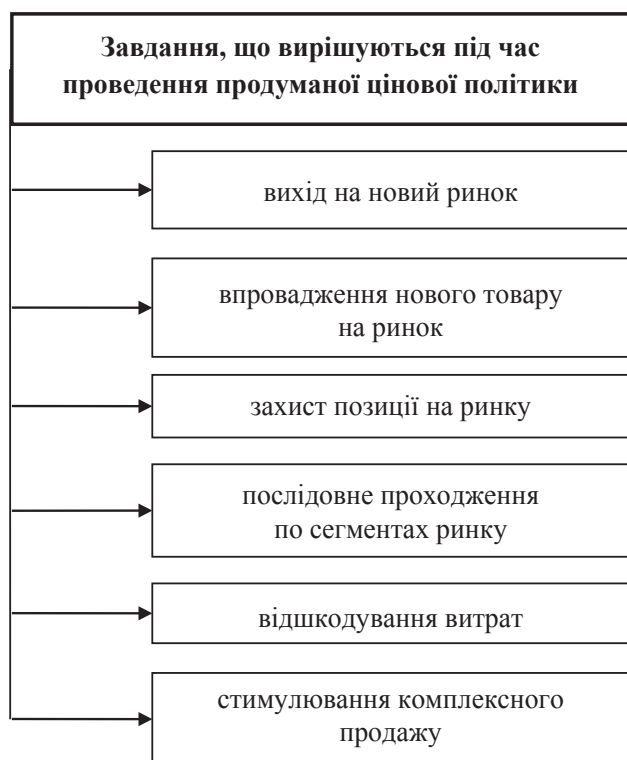 Завдання, що вирішуються під час
проведення продуманої цінової політики
вихід на новий ринок
впровадження нового товару
на ринок
захист позиції на ринку
послідовне проходження
по сегментах ринку
відшкодування витрат
стимулювання комплексного
продажу